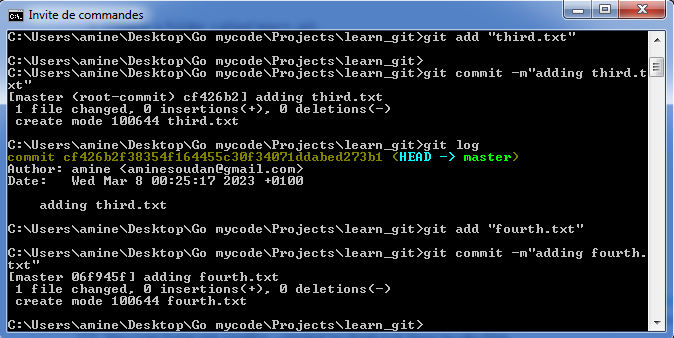 Invite de commandes
C:\Users\amine\Desktop\Go mycode\Projects\learn_git>git add "third.txt"
C:\Users\amine\Desktop\Go mycode\Projects\learn_git>
C:\Users\amine\Desktop\Go mycode\Projects\learn_git>git commit -m"adding third.t
xt"
[master (root-commit) cf426b2] adding third.txt
 1 file changed, 0 insertions(+), 0 deletions(-)
 create mode 100644 third.txt
C:\Users\amine\Desktop\Go mycode\Projects\learn_git>git log
commit cf426b2f38354f164455c30f34071ddabed273b1 (HEAD -> master)
Author: amine <aminesoudan@gmail.com>
Date:   Wed Mar 8 00:25:17 2023 +0100
    adding third.txt
C:\Users\amine\Desktop\Go mycode\Projects\learn_git>git add "fourth.txt"
C:\Users\amine\Desktop\Go mycode\Projects\learn_git>git commit -m"adding fourth.
txt"
[master 06f945f] adding fourth.txt
 1 file changed, 0 insertions(+), 0 deletions(-)
 create mode 100644 fourth.txt
C:\Users\amine\Desktop\Go mycode\Projects\learn_git>